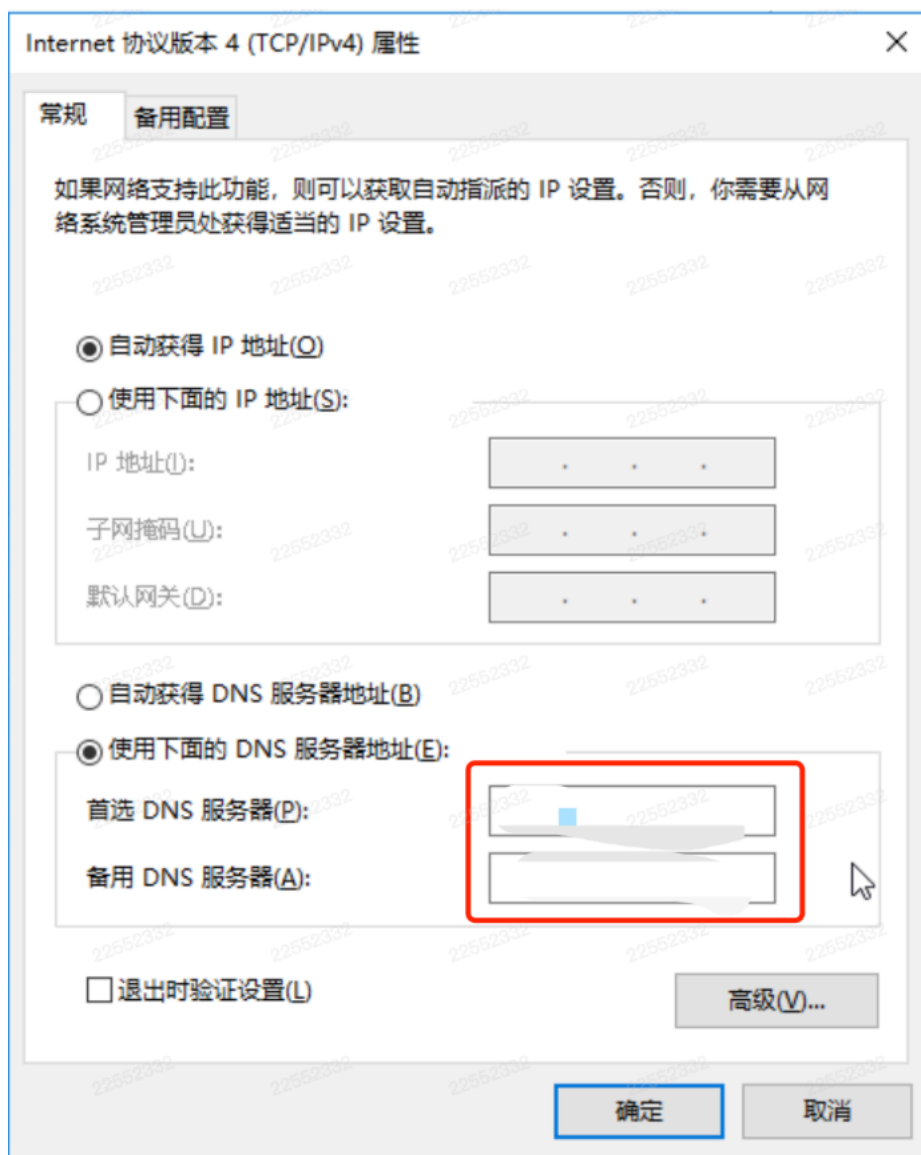 Internet 协议版本 4 (TCP/IPv4) 属性
常规
备用配置
如果网络支持此功能，则可以获取自动指派的 IP 设置。否则，你需要从网
络系统管理员处获得适当的 IP 设置。
自动获得 IP 地址(O)
使用下面的 IP 地址(S):
IP 地址(I):
. . .
子网掩码(U):
. . .
默认网关(D):
. . .
自动获得 DNS 服务器地址(B)
使用下面的 DNS 服务器地址(E):
首选 DNS 服务器(P):
备用 DNS 服务器(A):
退出时验证设置(L)
高级(V)...
确定
取消
22552332